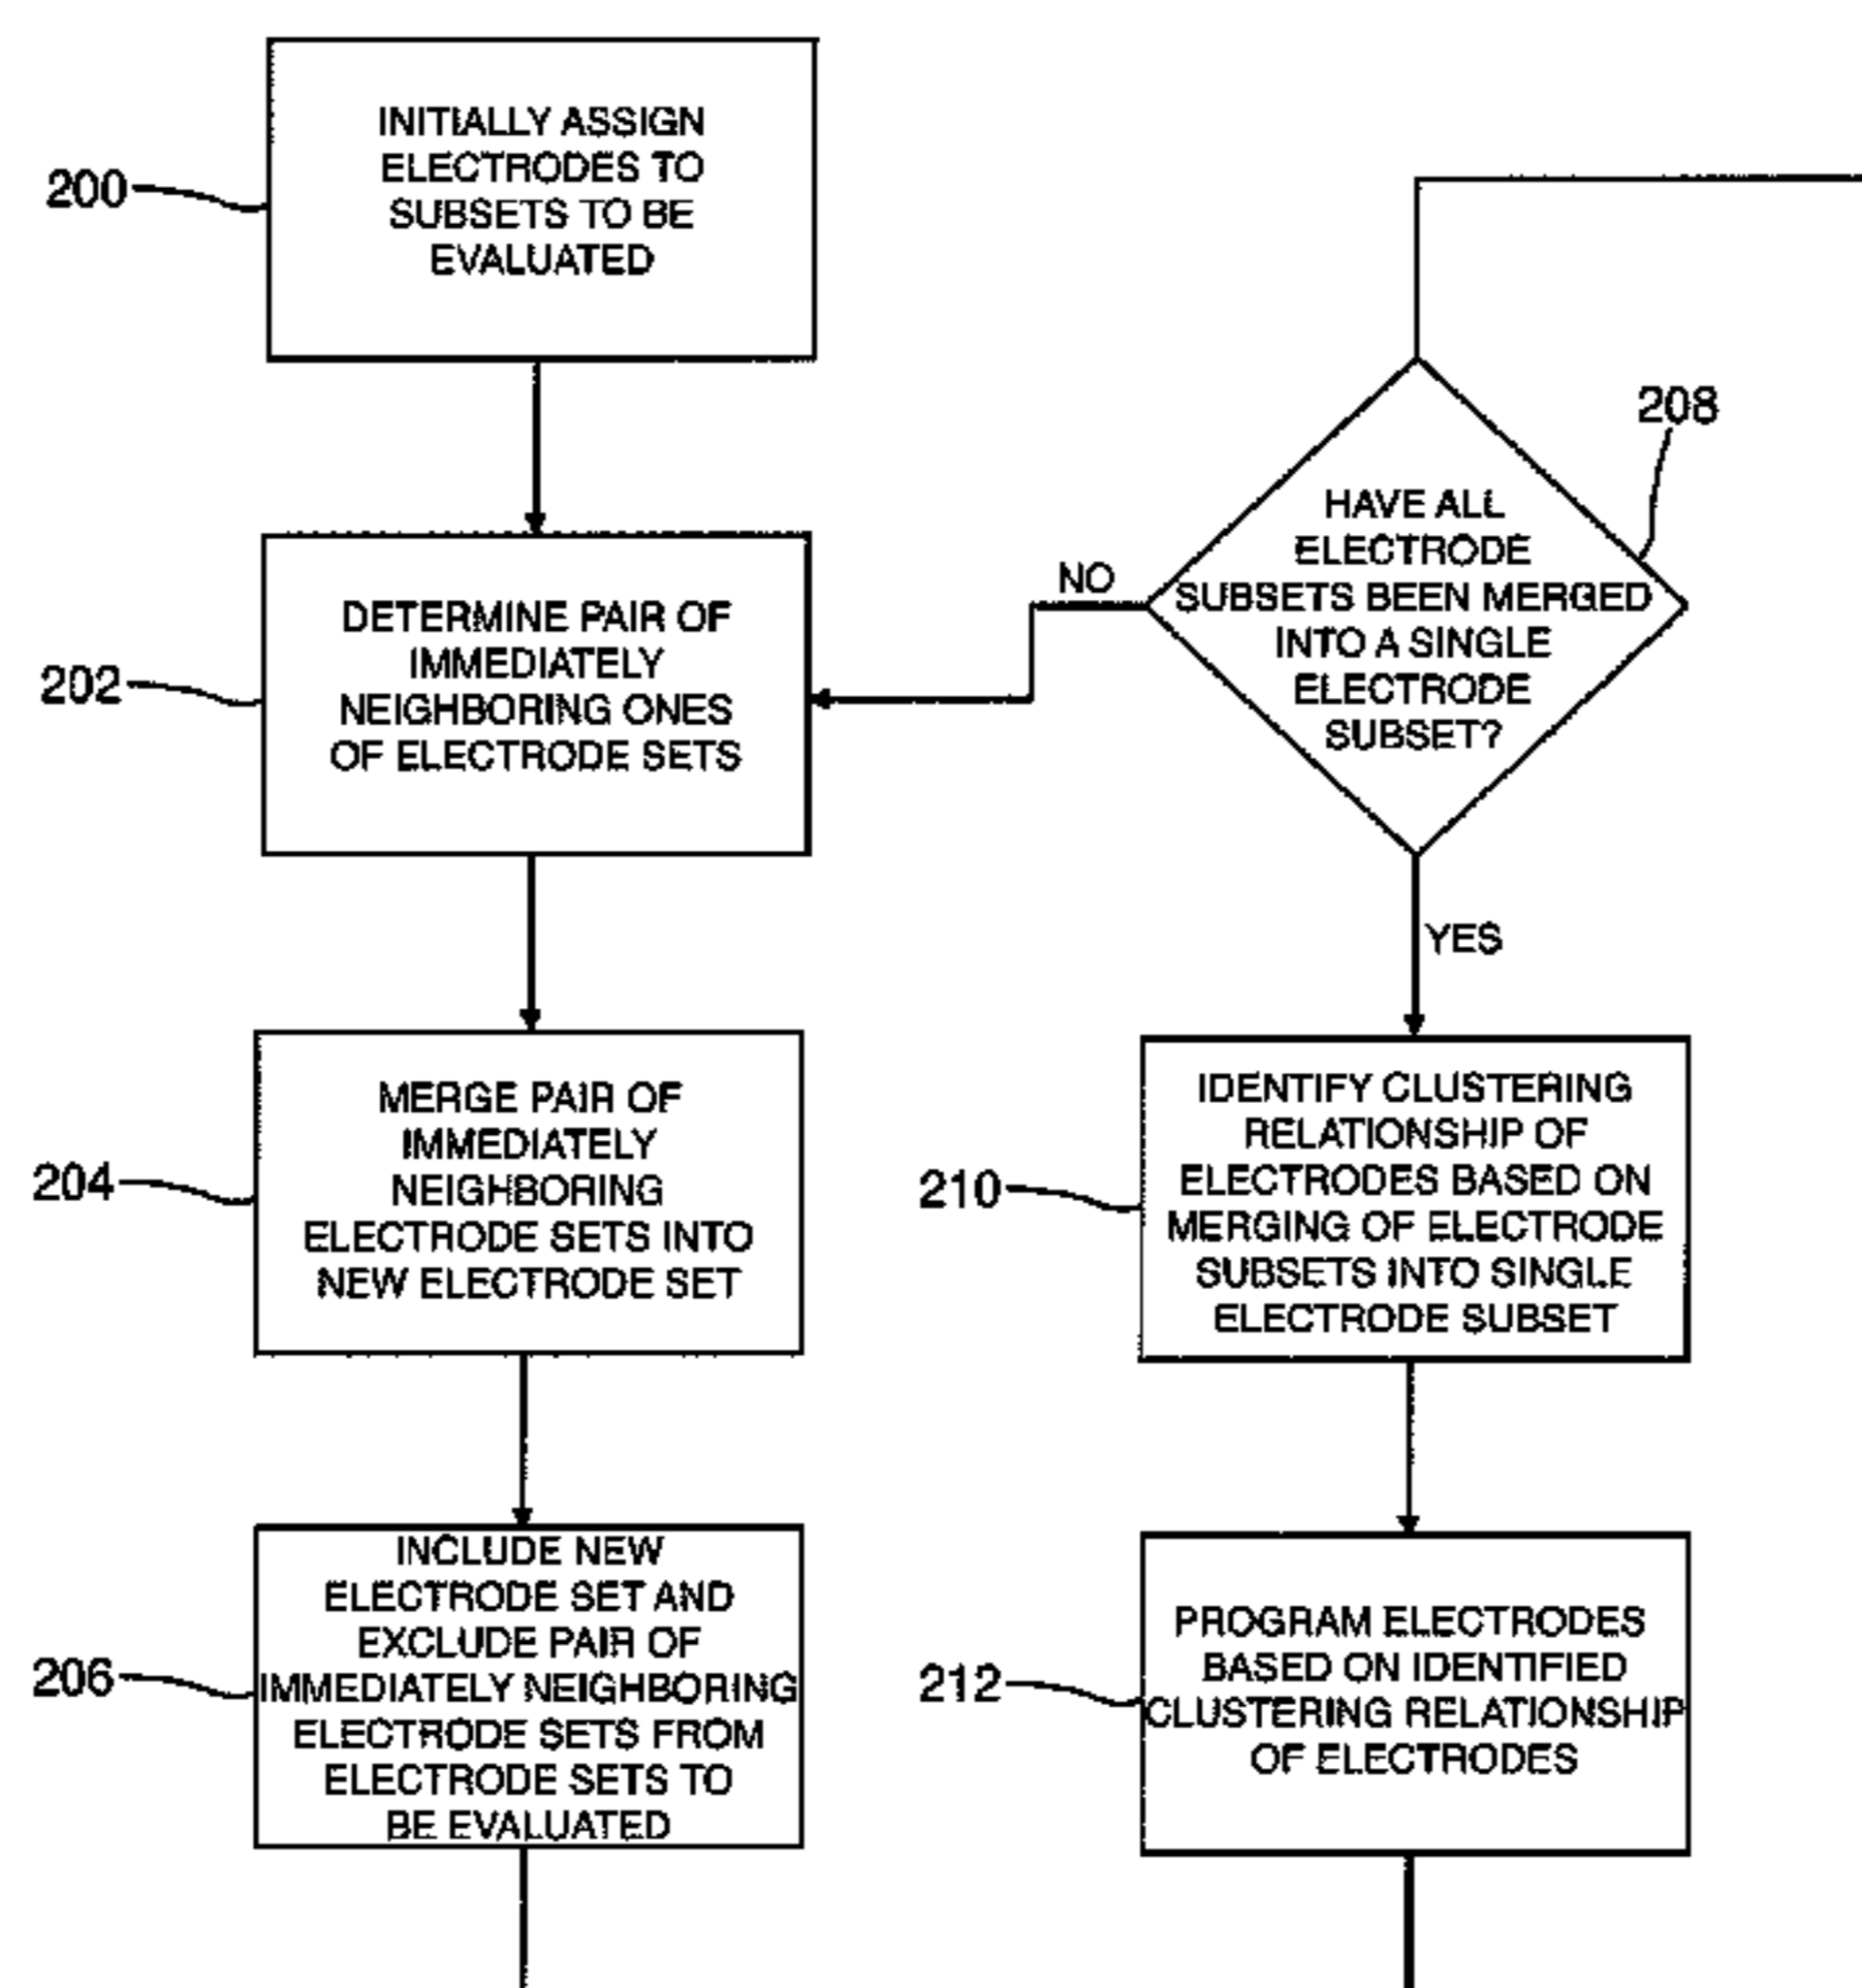 200
INITIALLY ASSIGN
ELECTRODES TO
SUBSETS TO BE
EVALUATED
202
DETERMINE PAIR OF
IMMEDIATELY
NEIGHBORING ONES
OF ELECTRODE SETS
204
MERGE PAIR OF
IMMEDIATELY
NEIGHBORING
ELECTRODE SETS INTO
NEW ELECTRODE SET
206
INCLUDE NEW
ELECTRODE SET AND
EXCLUDE PAIR OF
IMMEDIATELY NEIGHBORING
ELECTRODE SETS FROM
ELECTRODE SETS TO
BE EVALUATED
208
HAVE ALL
ELECTRODE
SUBSETS BEEN MERGED
INTO A SINGLE
ELECTRODE
SUBSET?
NO
YES
210
IDENTIFY CLUSTERING
RELATIONSHIP OF
ELECTRODES BASED ON
MERGING OF ELECTRODE
SUBSETS INTO SINGLE
ELECTRODE SUBSET
212
PROGRAM ELECTRODES
BASED ON IDENTIFIED
CLUSTERING RELATIONSHIP
OF ELECTRODES